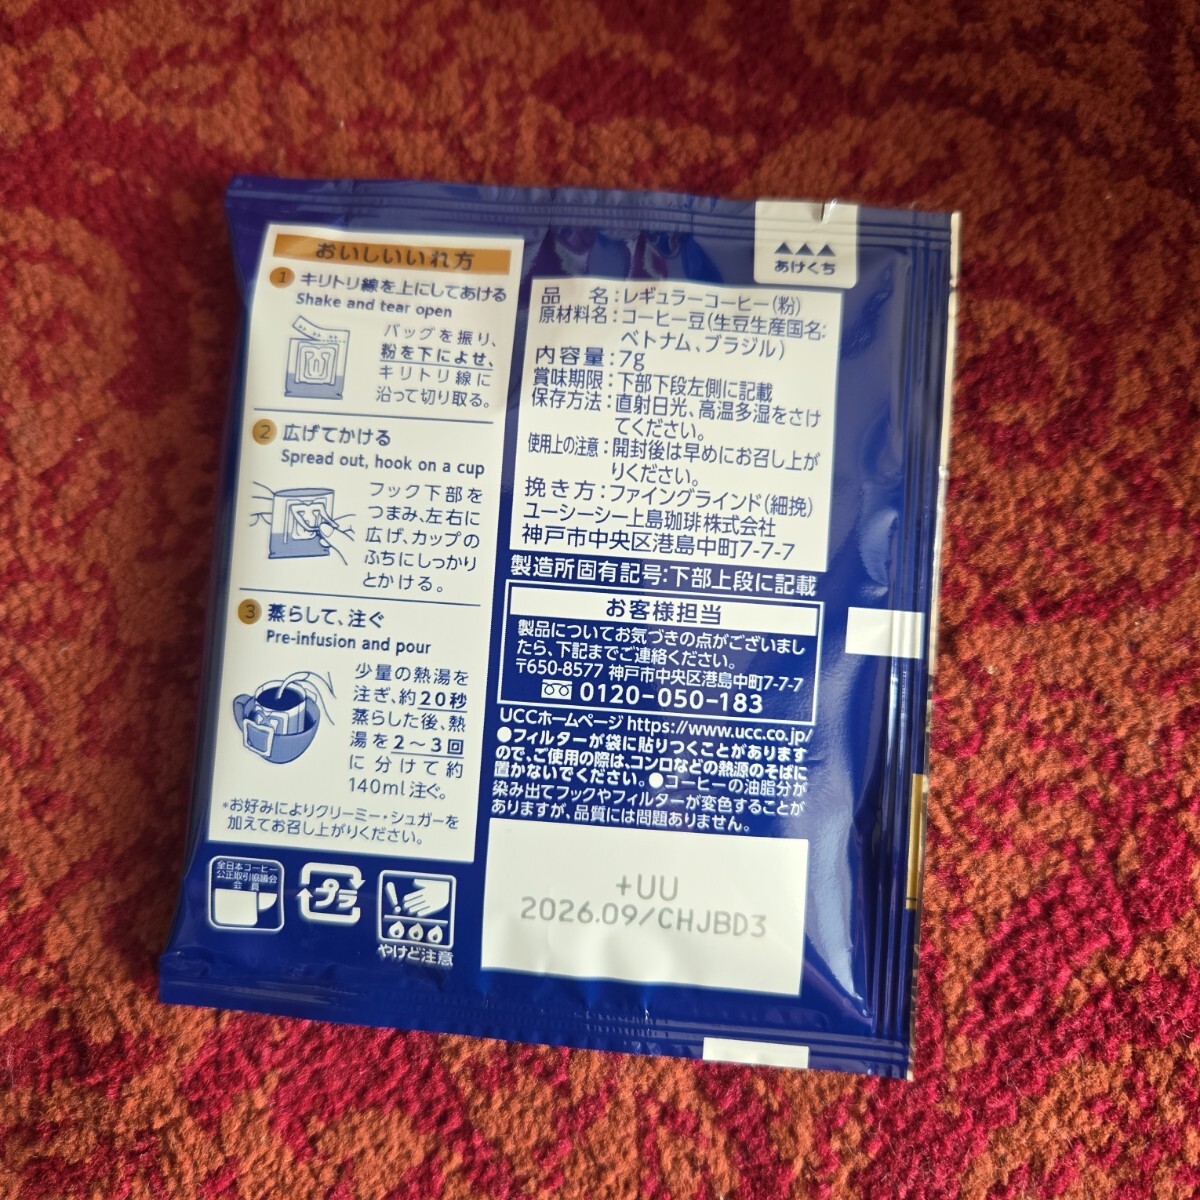 おいしいいれ方
1 キリトリ線を上にしてあける
Shake and tear open
バッグを振り、
粉を下によせ、
キリトリ線に
沿って切り取る。
2 広げてかける
Spread out, hook on a cup
フック下部を
つまみ、左右に
広げ、カップの
ふちにしっかり
とかける。
3 蒸らして、注ぐ
Pre-infusion and pour
少量の熱湯を
注ぎ、約20秒
蒸らした後、熱
湯を2～3回
に分けて約
140ml注ぐ。
*お好みによりクリーミー・シュガーを
加えてお召し上がりください。
全日本コーヒー
公正取引協議会
会員
プラ
やけど注意
あけくち
品名:レギュラーコーヒー(粉)
原材料名:コーヒー豆(生豆生産国名:
ベトナム、ブラジル)
内容量:7g
賞味期限:下部下段左側に記載
保存方法:直射日光、高温多湿をさけ
てください。
使用上の注意:開封後は早めにお召し上が
りください。
挽き方:ファイングラインド(細挽)
ユーシーシー上島珈琲株式会社
神戸市中央区港島中町7-7-7
製造所固有記号:下部上段に記載
お客様担当
製品についてお気づきの点がございまし
たら、下記までご連絡ください。
〒650-8577 神戸市中央区港島中町7-7-7
0120-050-183
UCCホームページ https://www.ucc.co.jp/
●フィルターが袋に貼りつくことがあります
ので、ご使用の際は、コンロなどの熱源のそばに
置かないでください。●コーヒーの油脂分が
染み出てフックやフィルターが変色することが
ありますが、品質には問題ありません。
+UU
2026.09/CHJBD3